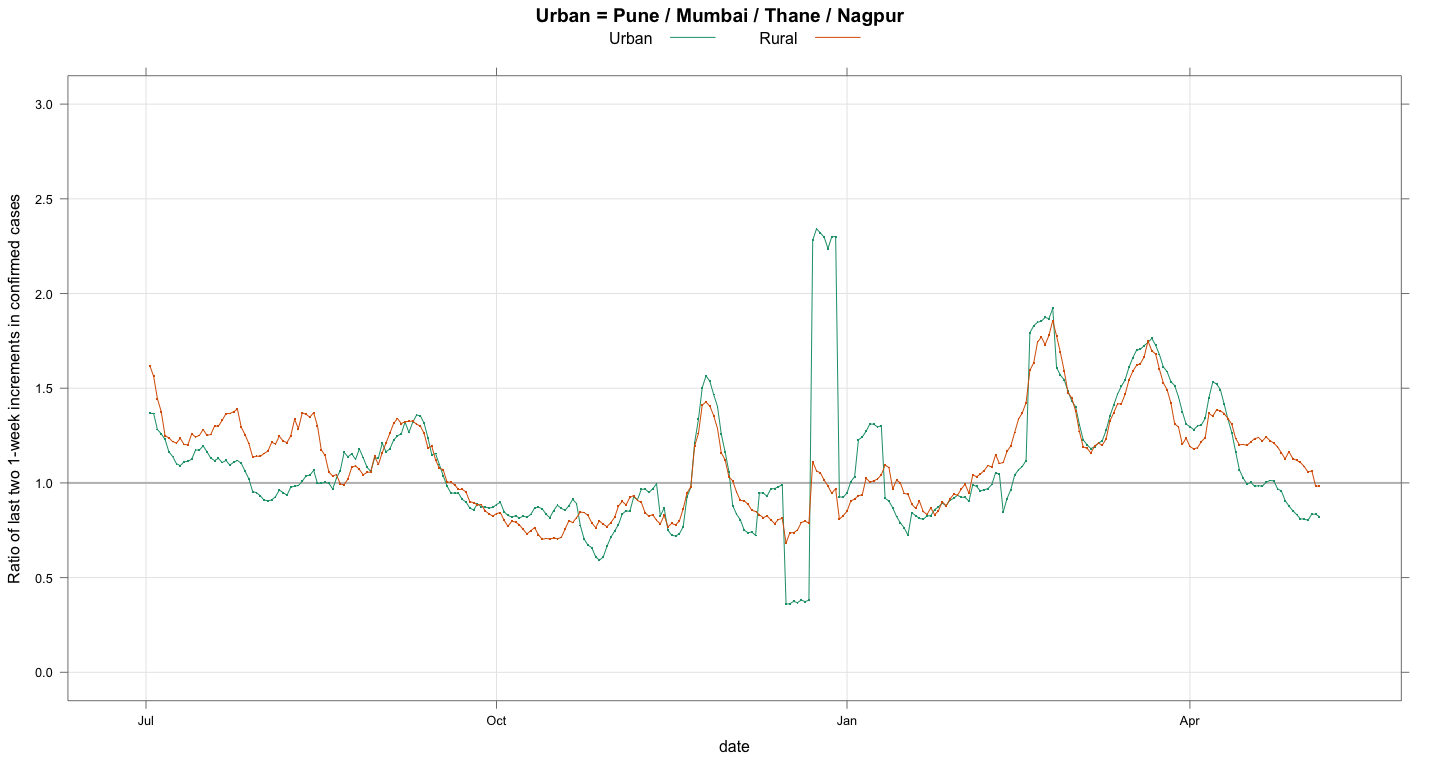 Urban = Pune / Mumbai / Thane / Nagpur
Urban Rural
Ratio of last two 1-week increments in confirmed cases
3.0
2.5
2.0
1.5
1.0
0.5
0.0
Jul Oct Jan Apr
date